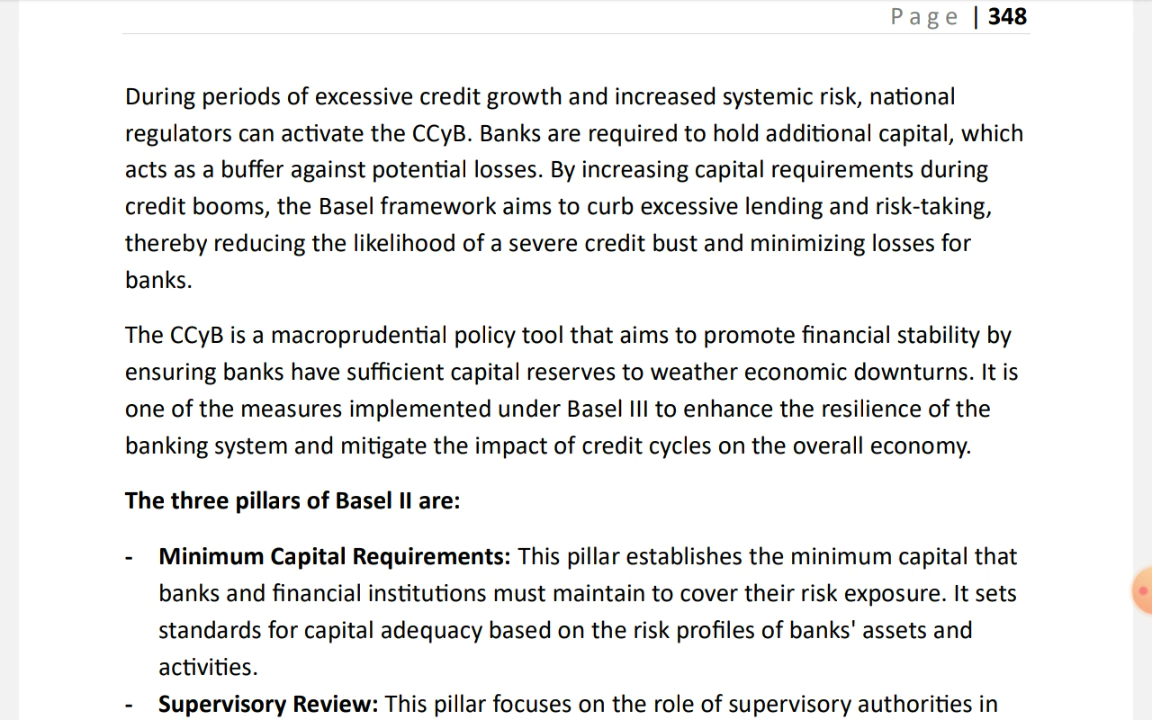 Page | 348
During periods of excessive credit growth and increased systemic risk, national
regulators can activate the CCyB. Banks are required to hold additional capital, which
acts as a buffer against potential losses. By increasing capital requirements during
credit booms, the Basel framework aims to curb excessive lending and risk-taking,
thereby reducing the likelihood of a severe credit bust and minimizing losses for
banks.
The CCyB is a macroprudential policy tool that aims to promote financial stability by
ensuring banks have sufficient capital reserves to weather economic downturns. It is
one of the measures implemented under Basel III to enhance the resilience of the
banking system and mitigate the impact of credit cycles on the overall economy.
The three pillars of Basel II are:
- Minimum Capital Requirements: This pillar establishes the minimum capital that
banks and financial institutions must maintain to cover their risk exposure. It sets
standards for capital adequacy based on the risk profiles of banks' assets and
activities.
- Supervisory Review: This pillar focuses on the role of supervisory authorities in